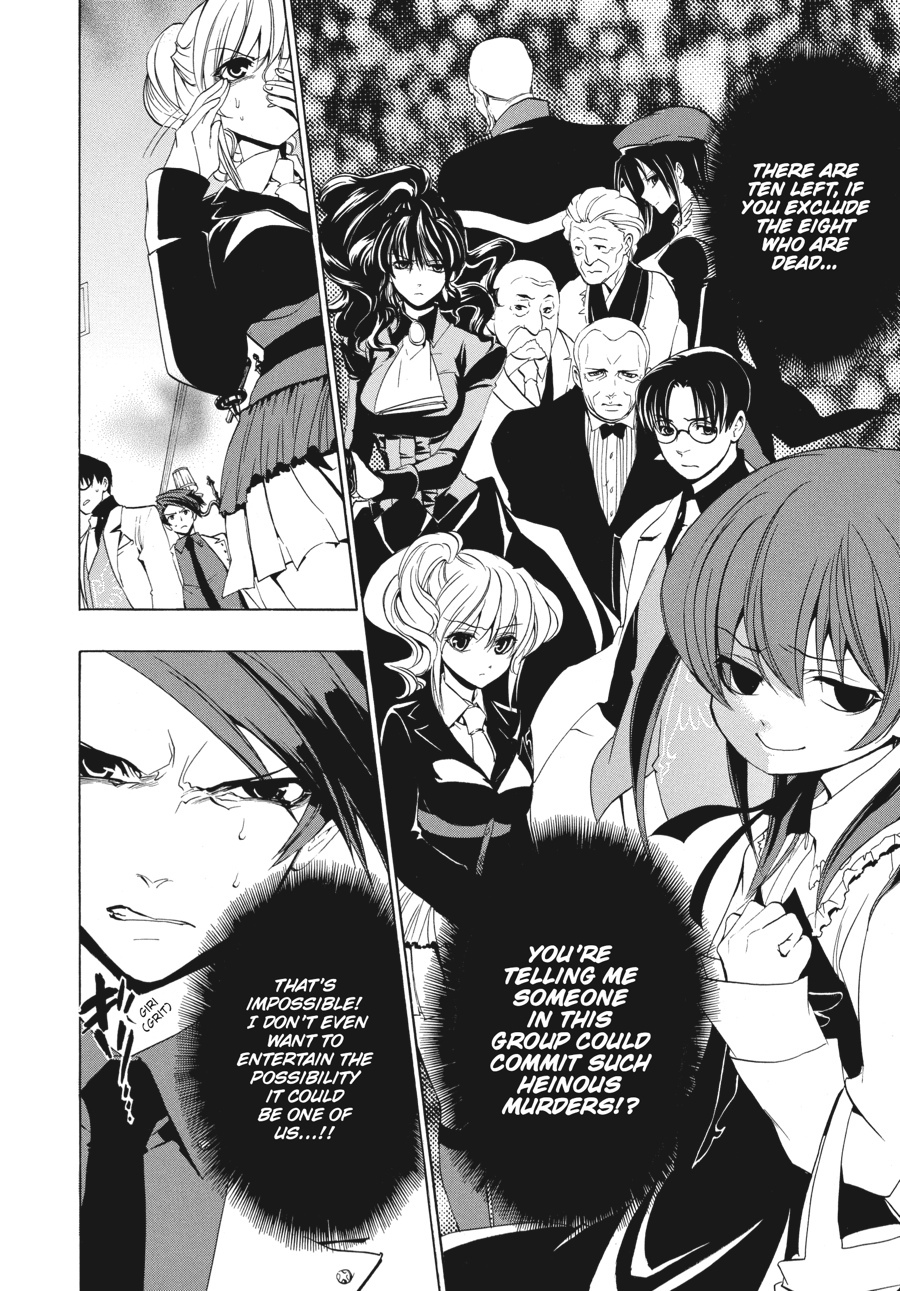 THERE ARE
TEN LEFT, IF
YOU EXCLUDE
THE EIGHT
WHO ARE
DEAD...
YOU'RE
TELLING ME
SOMEONE
IN THIS
GROUP COULD
COMMIT SUCH
HEINOUS
MURDERS!?
THAT'S
IMPOSSIBLE!
I DON'T EVEN
WANT TO
ENTERTAIN THE
POSSIBILITY
IT COULD
BE ONE OF
US...!!
ギリ
GIRI
(GRIT)